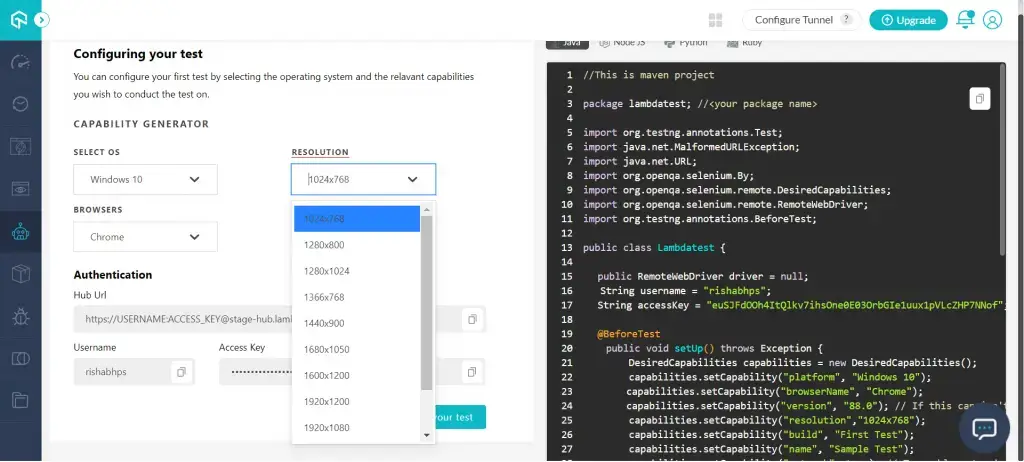 Configure Tunnel ?
Upgrade
Configuring your test
You can configure your first test by selecting the operating system and the relavant capabilities
you wish to conduct the test on.
CAPABILITY GENERATOR
SELECT OS
Windows 10
RESOLUTION
1024x768
1024x768
1280x800
1280x1024
1366x768
1440x900
1680x1050
1600x1200
1920x1200
1920x1080
BROWSERS
Chrome
Authentication
Hub Url
https://USERNAME:ACCESS_KEY@stage-hub.lam
Username
rishabhps
Access Key
••••••••••••••••
your test
Java
Node JS
Python
Ruby
1 //This is maven project
2
3 package lambdatest; //<your package name>
4
5 import org.testng.annotations.Test;
6 import java.net.MalformedURLException;
7 import java.net.URL;
8 import org.openqa.selenium.By;
9 import org.openqa.selenium.remote.DesiredCapabilities;
10 import org.openqa.selenium.remote.RemoteWebDriver;
11 import org.testng.annotations.BeforeTest;
12
13 public class Lambdatest {
14
15 public RemoteWebDriver driver = null;
16 String username = "rishabhps";
17 String accessKey = "euSJFdOOh4ItQlkv7ihsOne0E03OrbGIe1uux1pVLcZHP7NNof";
18
19 @BeforeTest
20 public void setUp() throws Exception {
21 DesiredCapabilities capabilities = new DesiredCapabilities();
22 capabilities.setCapability("platform", "Windows 10");
23 capabilities.setCapability("browserName", "Chrome");
24 capabilities.setCapability("version", "88.0"); // If this cap
25 capabilities.setCapability("resolution","1024x768");
26 capabilities.setCapability("build", "First Test");
27 capabilities.setCapability("name", "Sample Test");